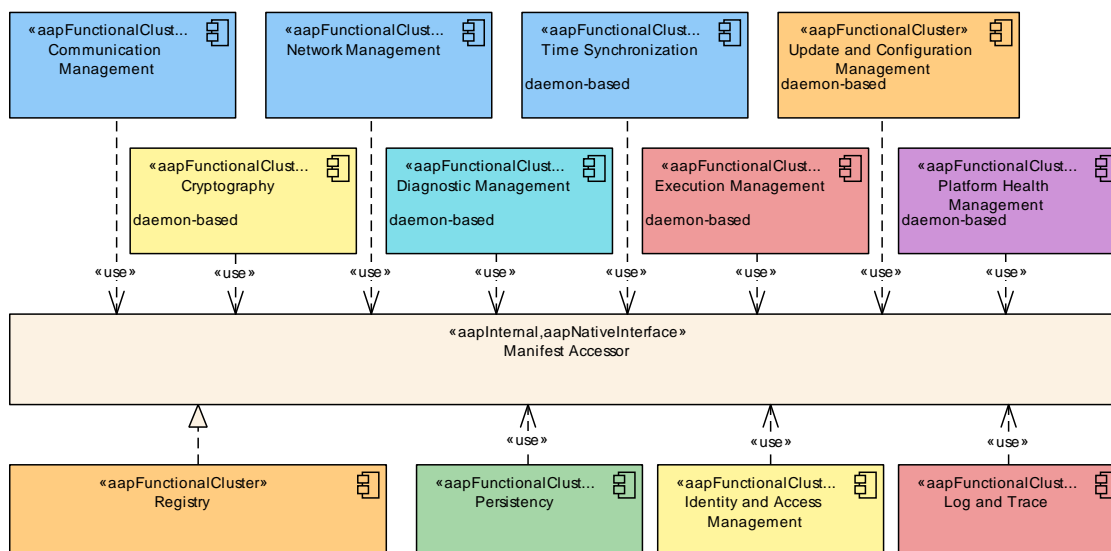 «aapFunctionalClust...
Communication
Management
«aapFunctionalClust...
Network Management
«aapFunctionalClust...
Time Synchronization
daemon-based
«aapFunctionalCluster»
Update and Configuration
Management
daemon-based
«aapFunctionalClust...
Cryptography
daemon-based
«aapFunctionalClust...
Diagnostic Management
daemon-based
«aapFunctionalClust...
Execution Management
daemon-based
«aapFunctionalClust...
Platform Health
Management
daemon-based
«use»
«use»
«use»
«use»
«use»
«use»
«use»
«use»
«aapInternal,aapNativeInterface»
Manifest Accessor
«use»
«use»
«use»
«aapFunctionalCluster»
Registry
«aapFunctionalClust...
Persistency
«aapFunctionalClust...
Identity and Access
Management
«aapFunctionalClust...
Log and Trace